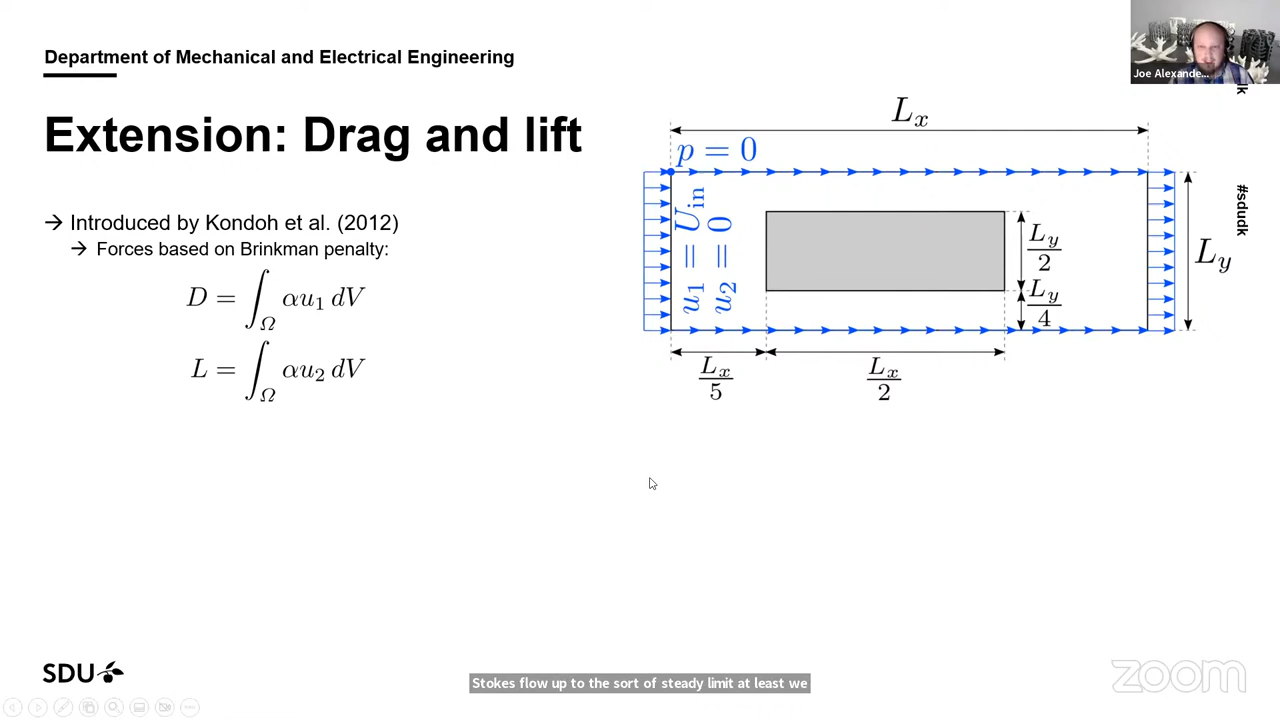 Department of Mechanical and Electrical Engineering
Joe Alexande...
dk
Extension: Drag and lift
→ Introduced by Kondoh et al. (2012)
→ Forces based on Brinkman penalty:
D = ∫_Ω αu₁ dV
L = ∫_Ω αu₂ dV
L_x
p = 0
u₁ = U_in
u₂ = 0
L_y/2
L_y/4
L_y
L_x/5
L_x/2
#sdudk
SDU
Stokes flow up to the sort of steady limit at least we
zoom